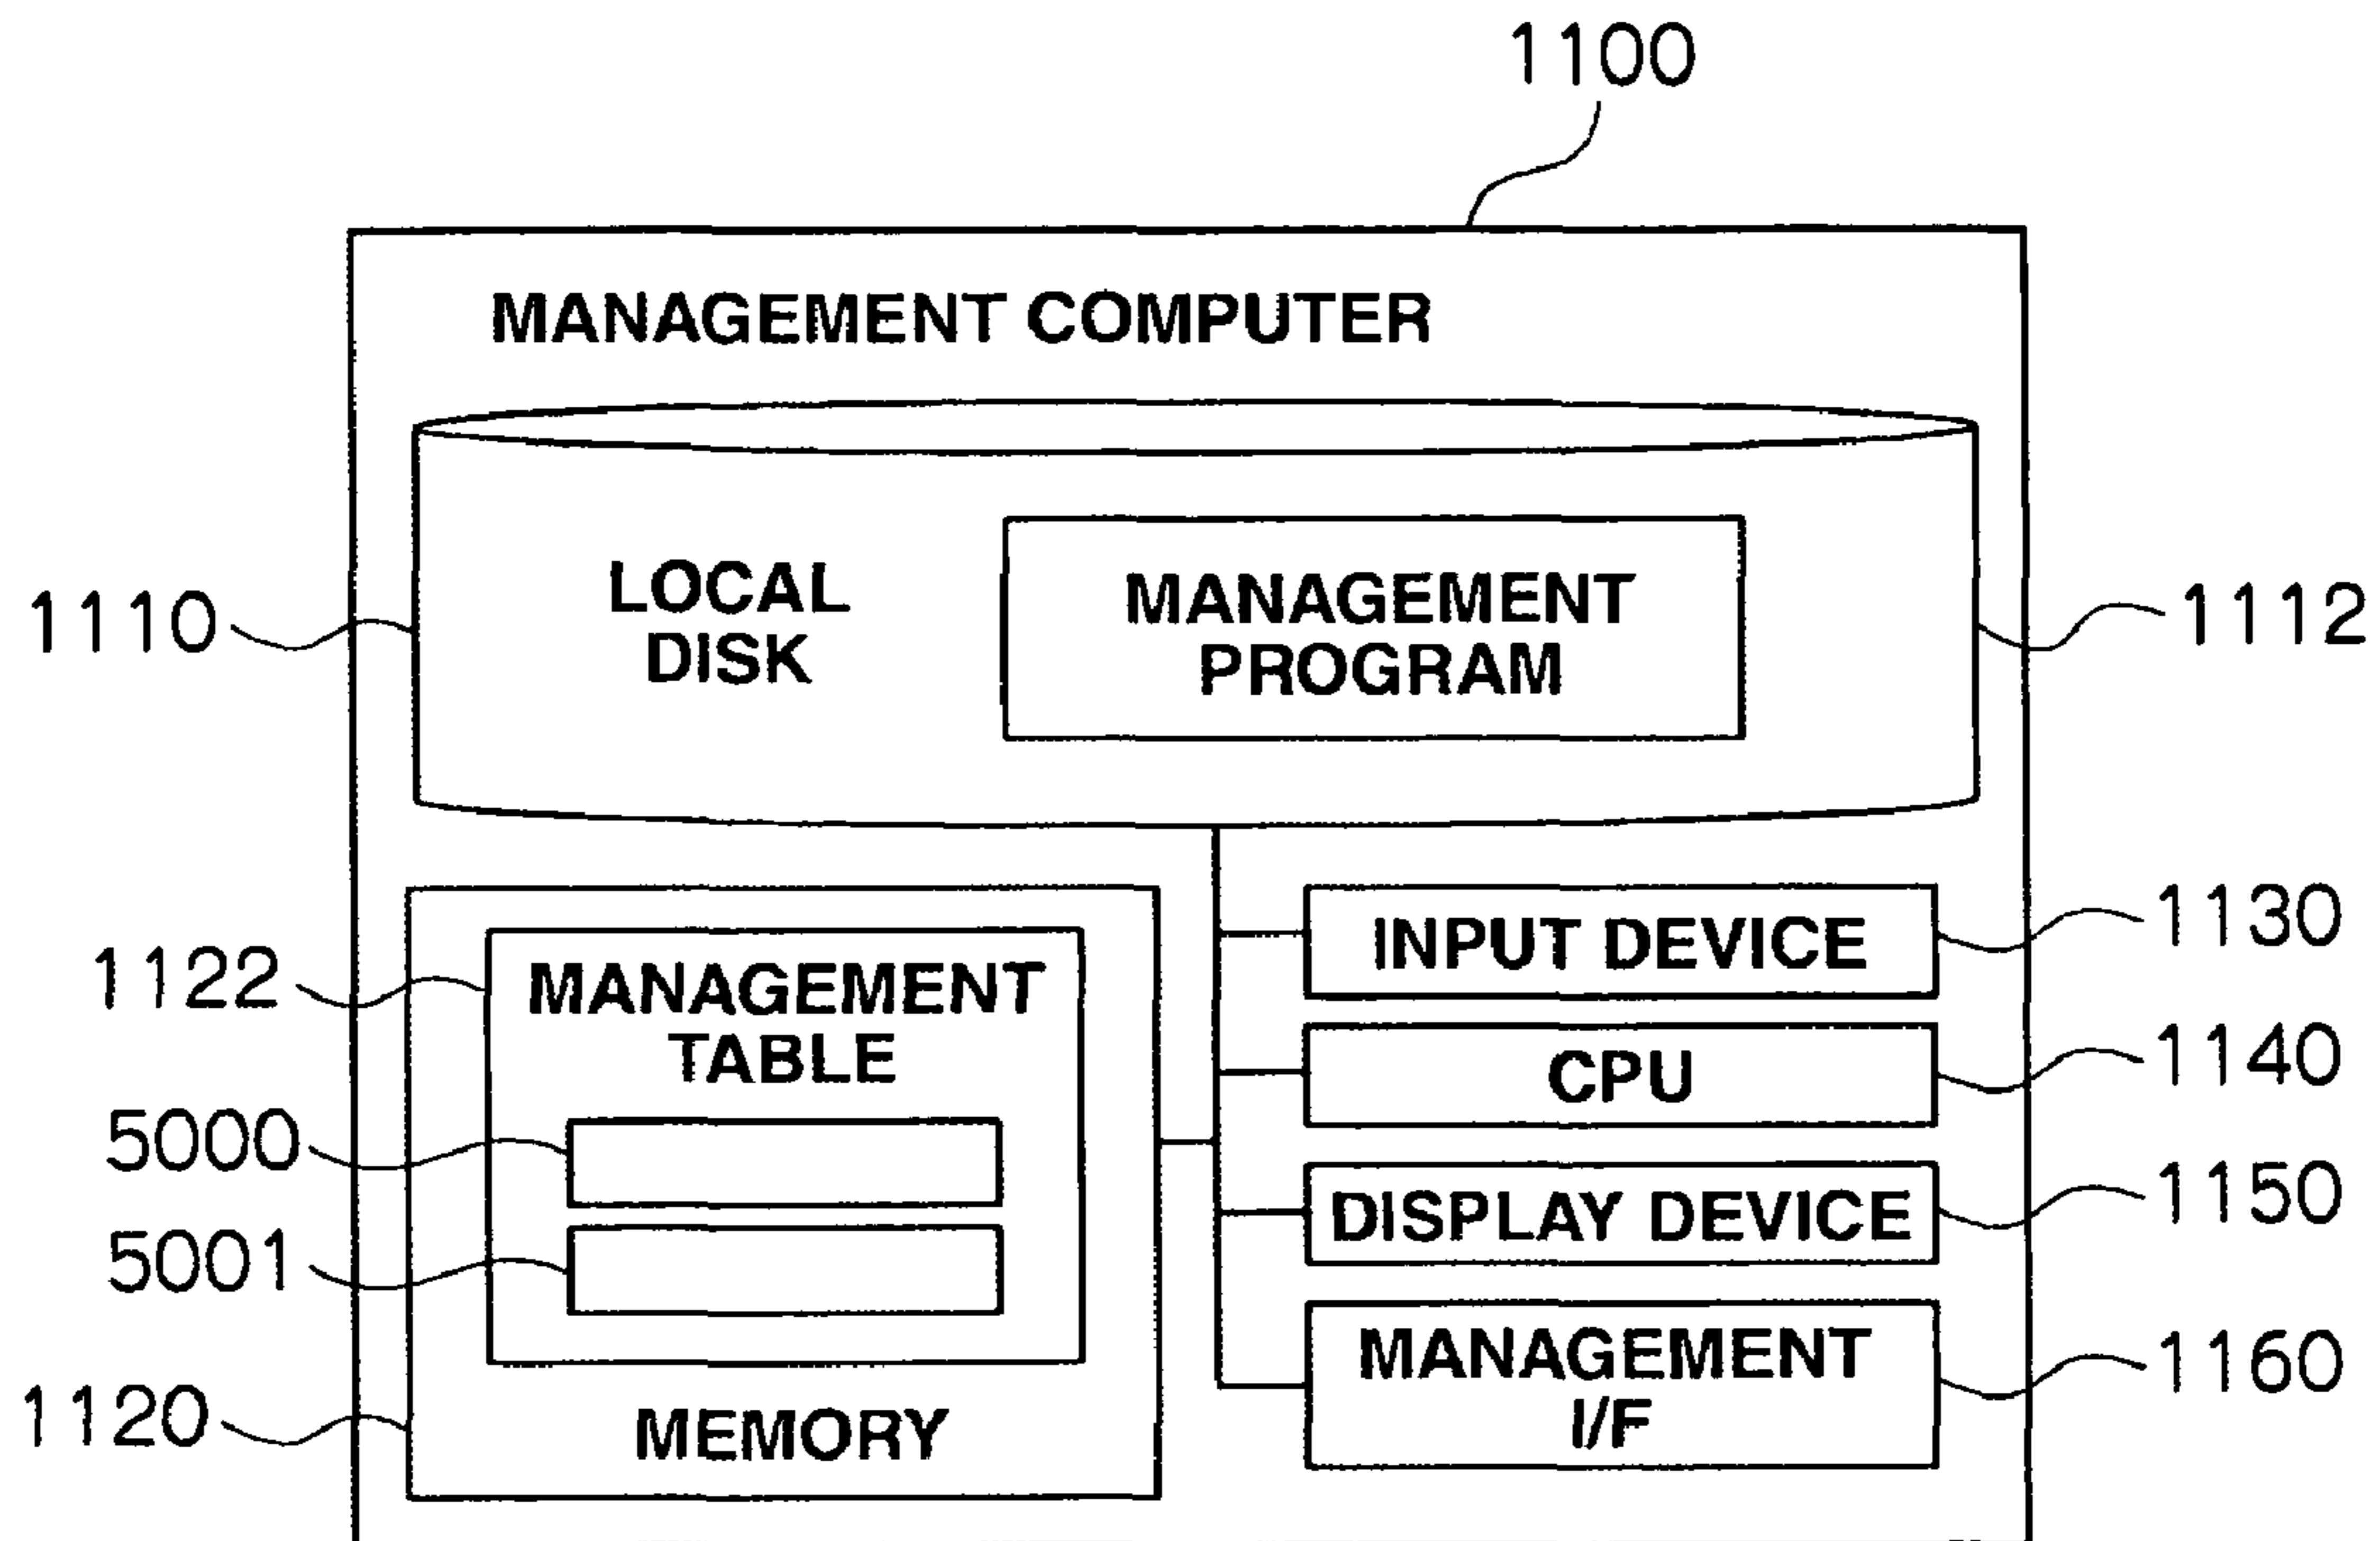 1100
MANAGEMENT COMPUTER
LOCAL
DISK
MANAGEMENT
PROGRAM
1110
1112
1122
MANAGEMENT
TABLE
5000
5001
1120
MEMORY
INPUT DEVICE
1130
CPU
1140
DISPLAY DEVICE
1150
MANAGEMENT
I/F
1160